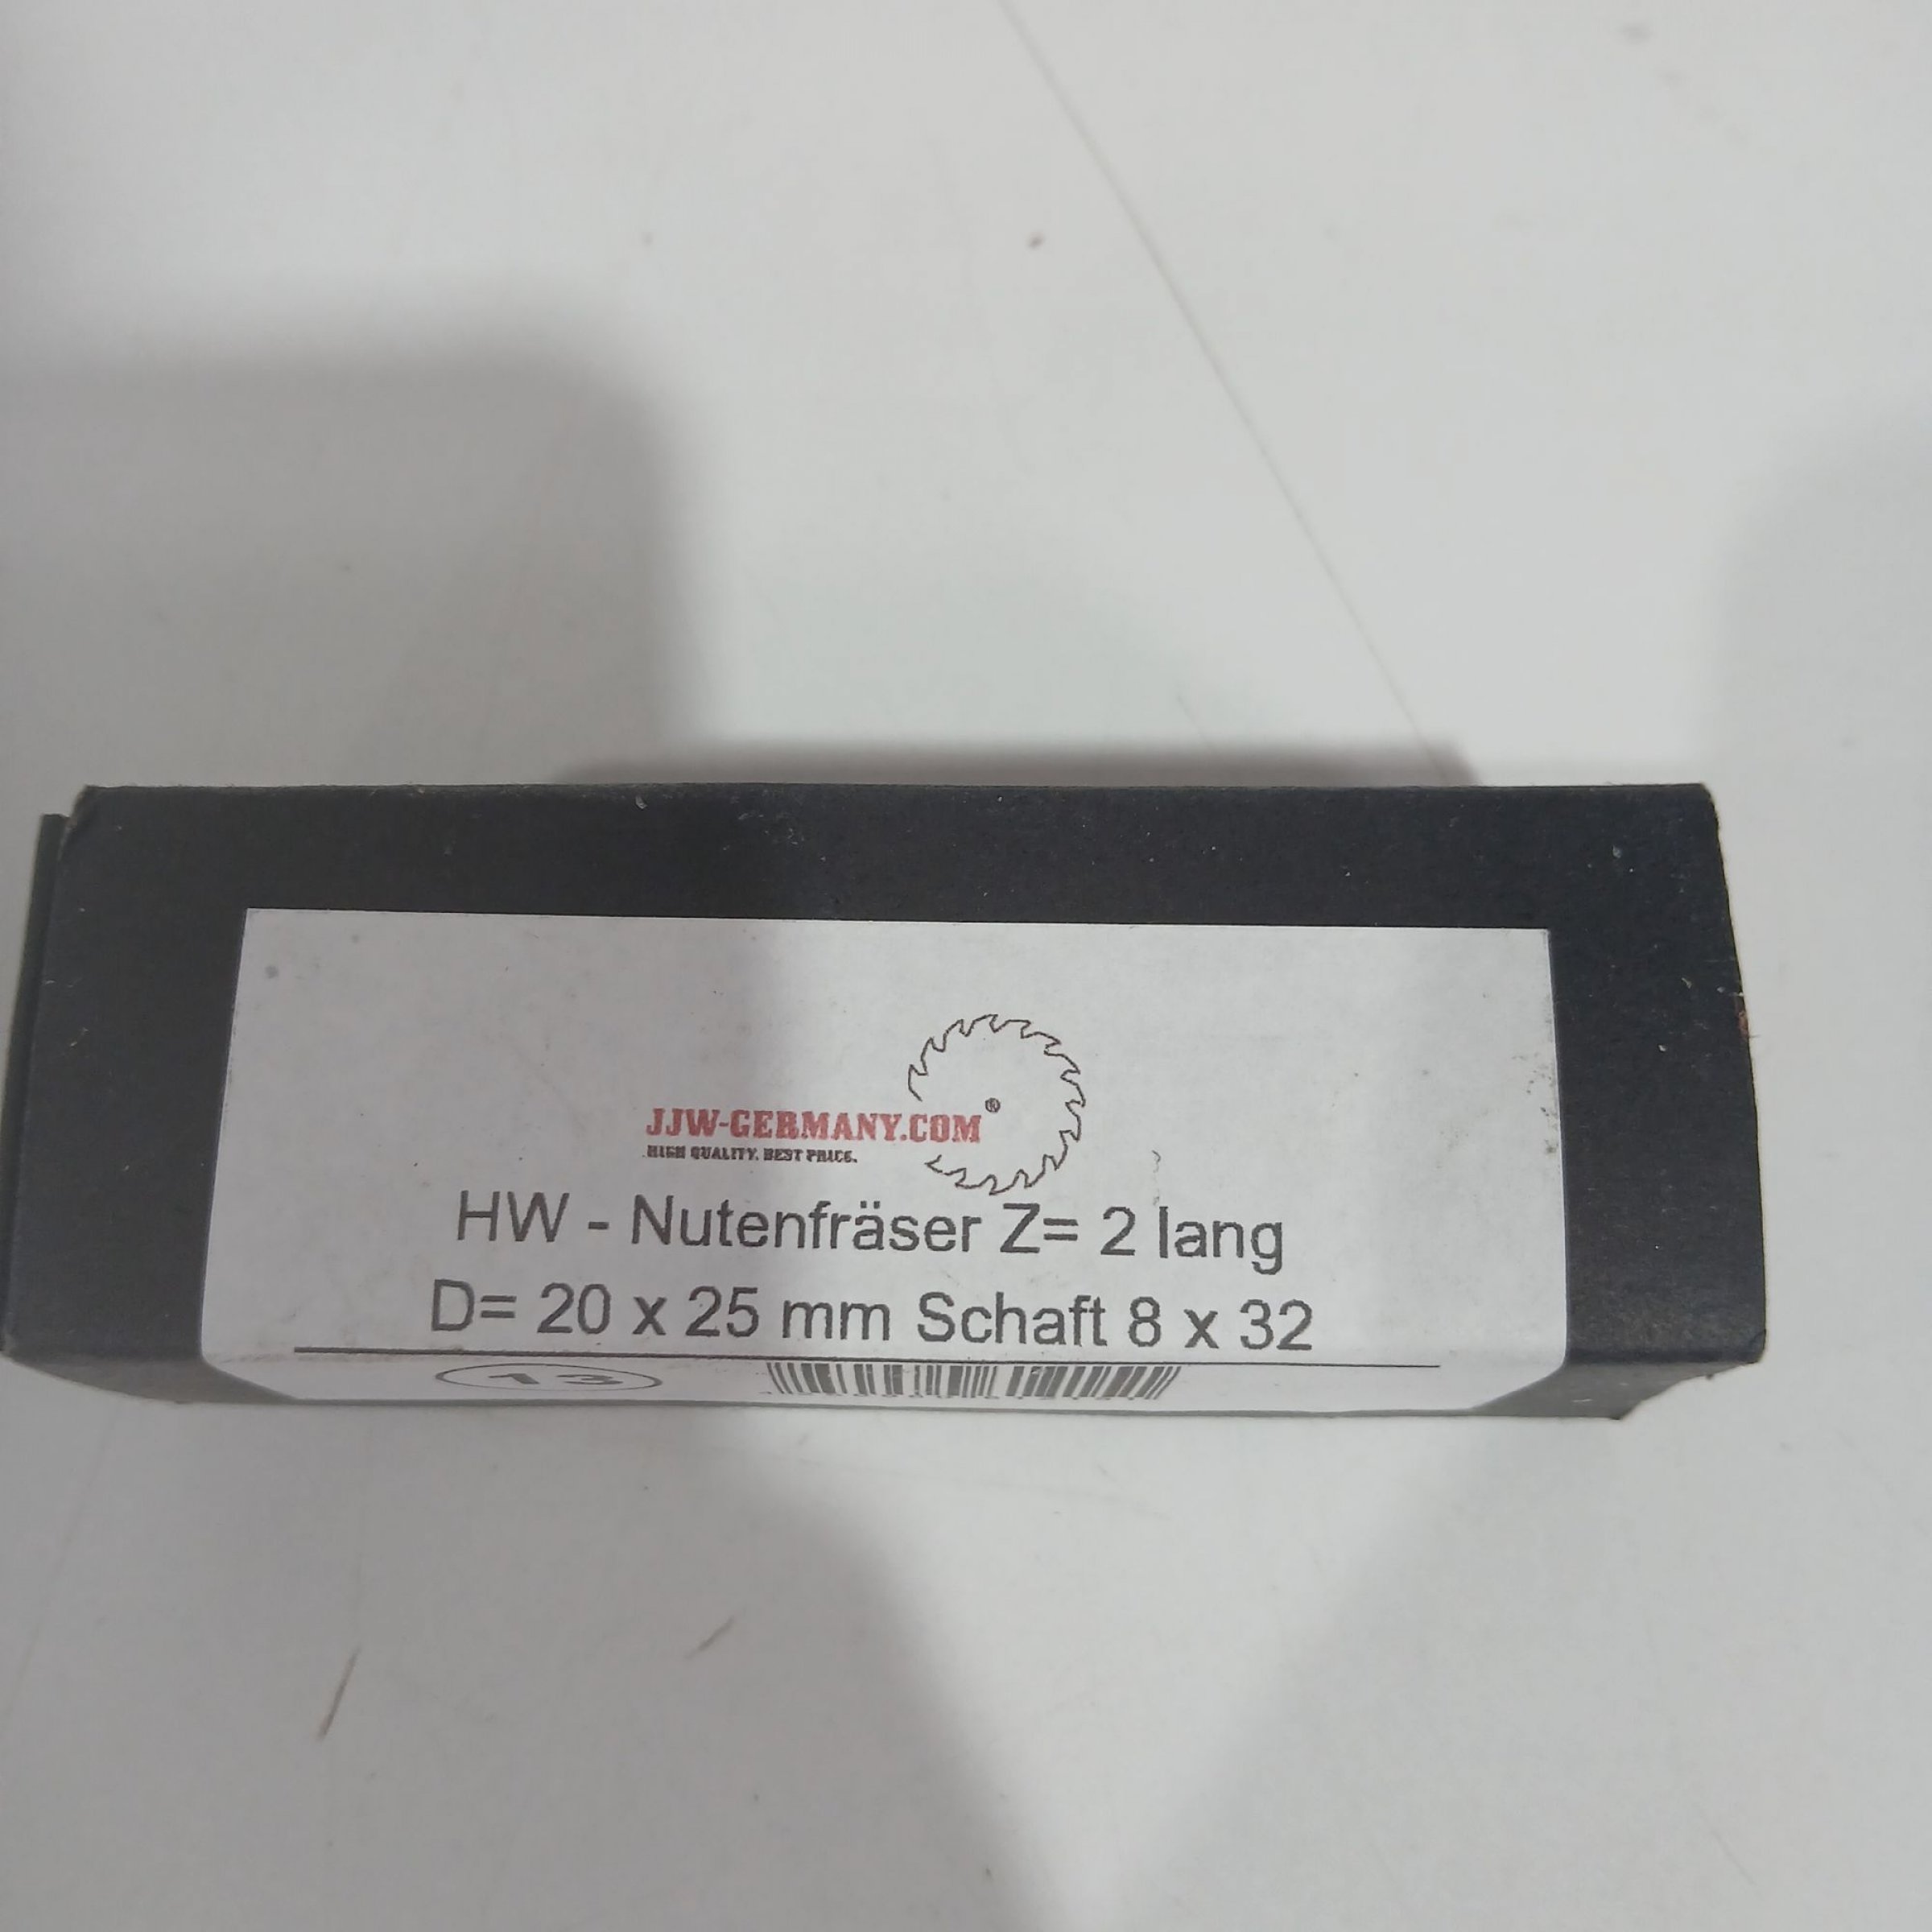 JJW-GERMANY.COM®
HIGH QUALITY. BEST PRICE.
HW - Nutenfräser Z= 2 lang
D= 20 x 25 mm Schaft 8 x 32
13